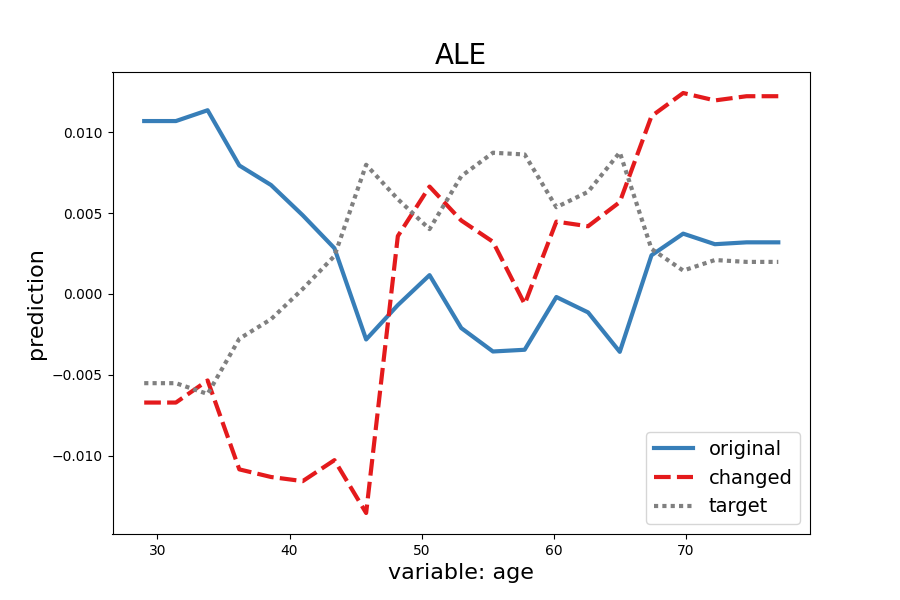 ALE
prediction
0.010
0.005
0.000
−0.005
−0.010
30 40 50 60 70
variable: age
original
changed
target